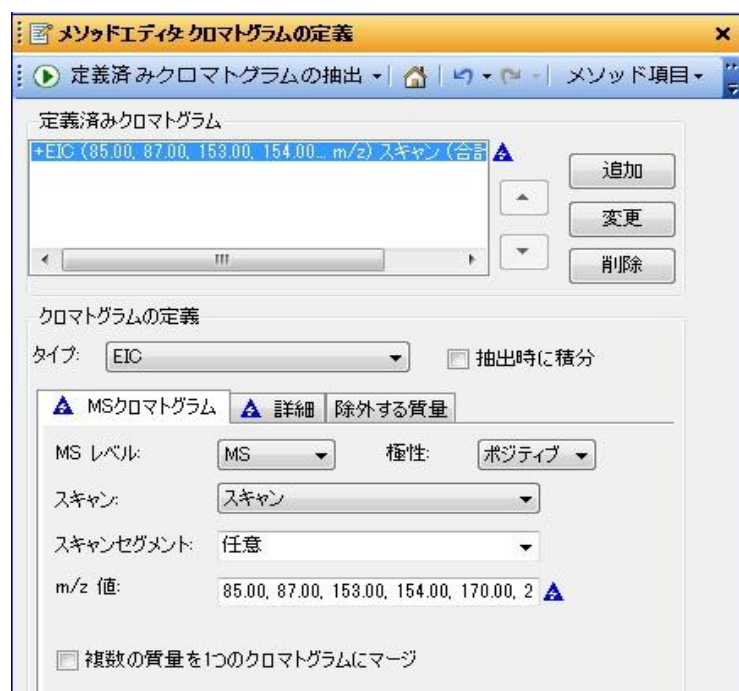 メソッドエディタ: クロマトグラムの定義
定義済みクロマトグラムの抽出 メソッド項目
定義済みクロマトグラム
+EIC (85.00, 87.00, 153.00, 154.00... m/z) スキャン (合計
追加
変更
削除
クロマトグラムの定義
タイプ: EIC 抽出時に積分
MSクロマトグラム 詳細 除外する質量
MS レベル: MS 極性: ポジティブ
スキャン: スキャン
スキャンセグメント: 任意
m/z 値: 85.00, 87.00, 153.00, 154.00, 170.00, 2
複数の質量を1つのクロマトグラムにマージ